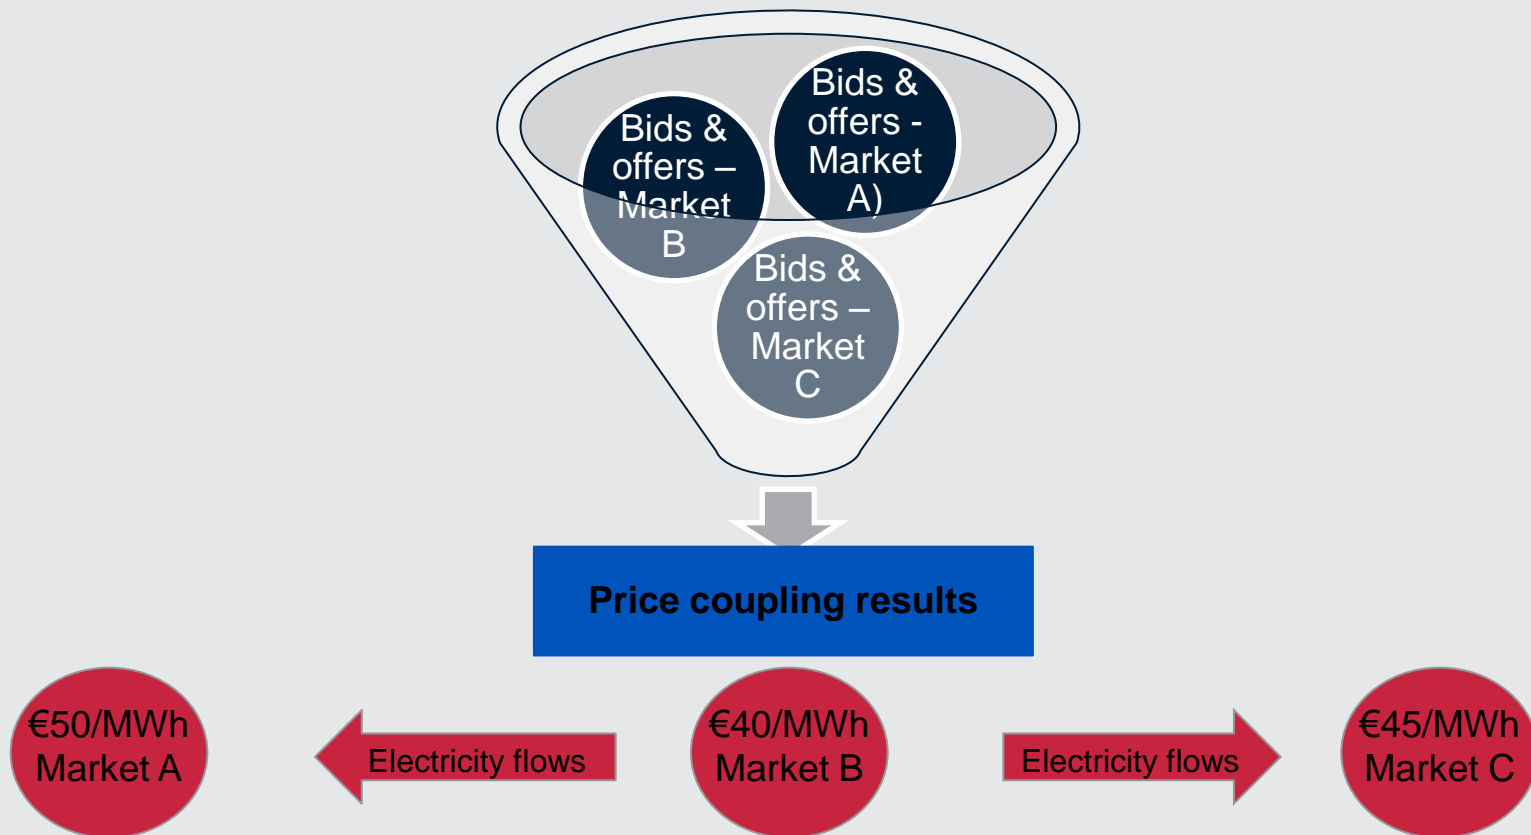 Bids &
offers -
Market
A)
Bids &
offers –
Market
B
Bids &
offers –
Market
C
Price coupling results
€50/MWh
Market A
Electricity flows
€40/MWh
Market B
Electricity flows
€45/MWh
Market C